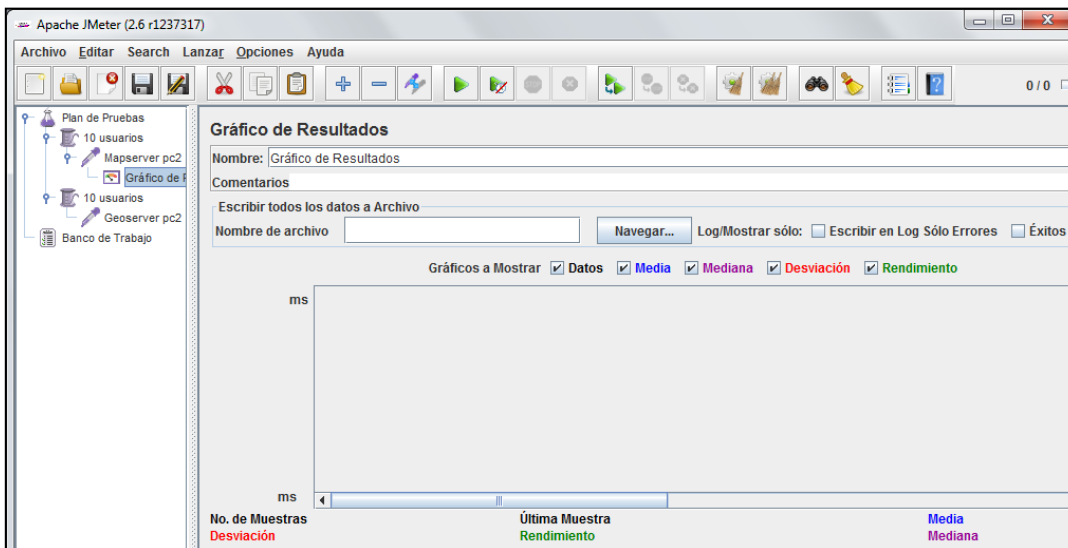 Apache JMeter (2.6 r1237317)
Archivo Editar Search Lanzar Opciones Ayuda
0 / 0
Plan de Pruebas
10 usuarios
Mapserver pc2
Gráfico de
10 usuarios
Geoserver pc2
Banco de Trabajo
Gráfico de Resultados
Nombre: Gráfico de Resultados
Comentarios
Escribir todos los datos a Archivo
Nombre de archivo Navegar... Log/Mostrar sólo: Escribir en Log Sólo Errores Éxitos
Gráficos a Mostrar Datos Media Mediana Desviación Rendimiento
ms
ms
No. de Muestras Última Muestra Media
Desviación Rendimiento Mediana